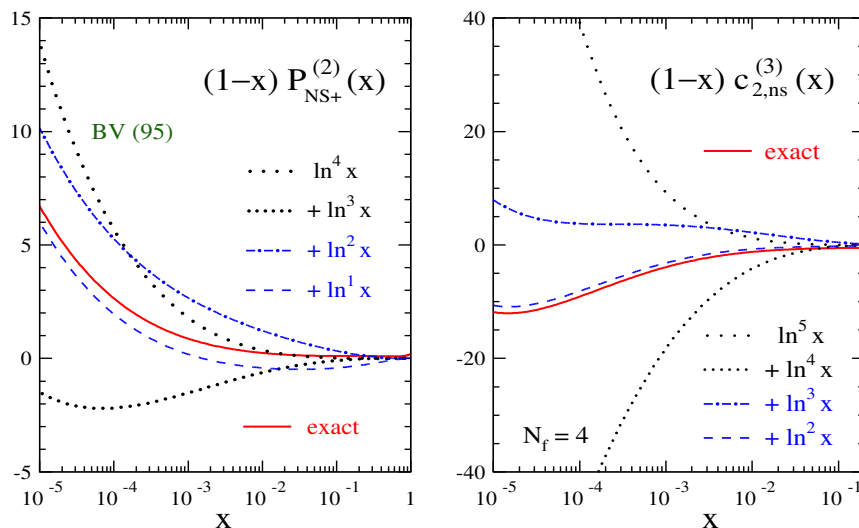 15
10
5
0
-5
(1−x) P_NS+^(2)(x)
BV (95)
ln^4 x
+ ln^3 x
+ ln^2 x
+ ln^1 x
exact
10^-5 10^-4 10^-3 10^-2 10^-1 1
x
40
20
0
-20
-40
(1−x) c_2,ns^(3)(x)
exact
ln^5 x
+ ln^4 x
+ ln^3 x
+ ln^2 x
N_f = 4
10^-5 10^-4 10^-3 10^-2 10^-1
x